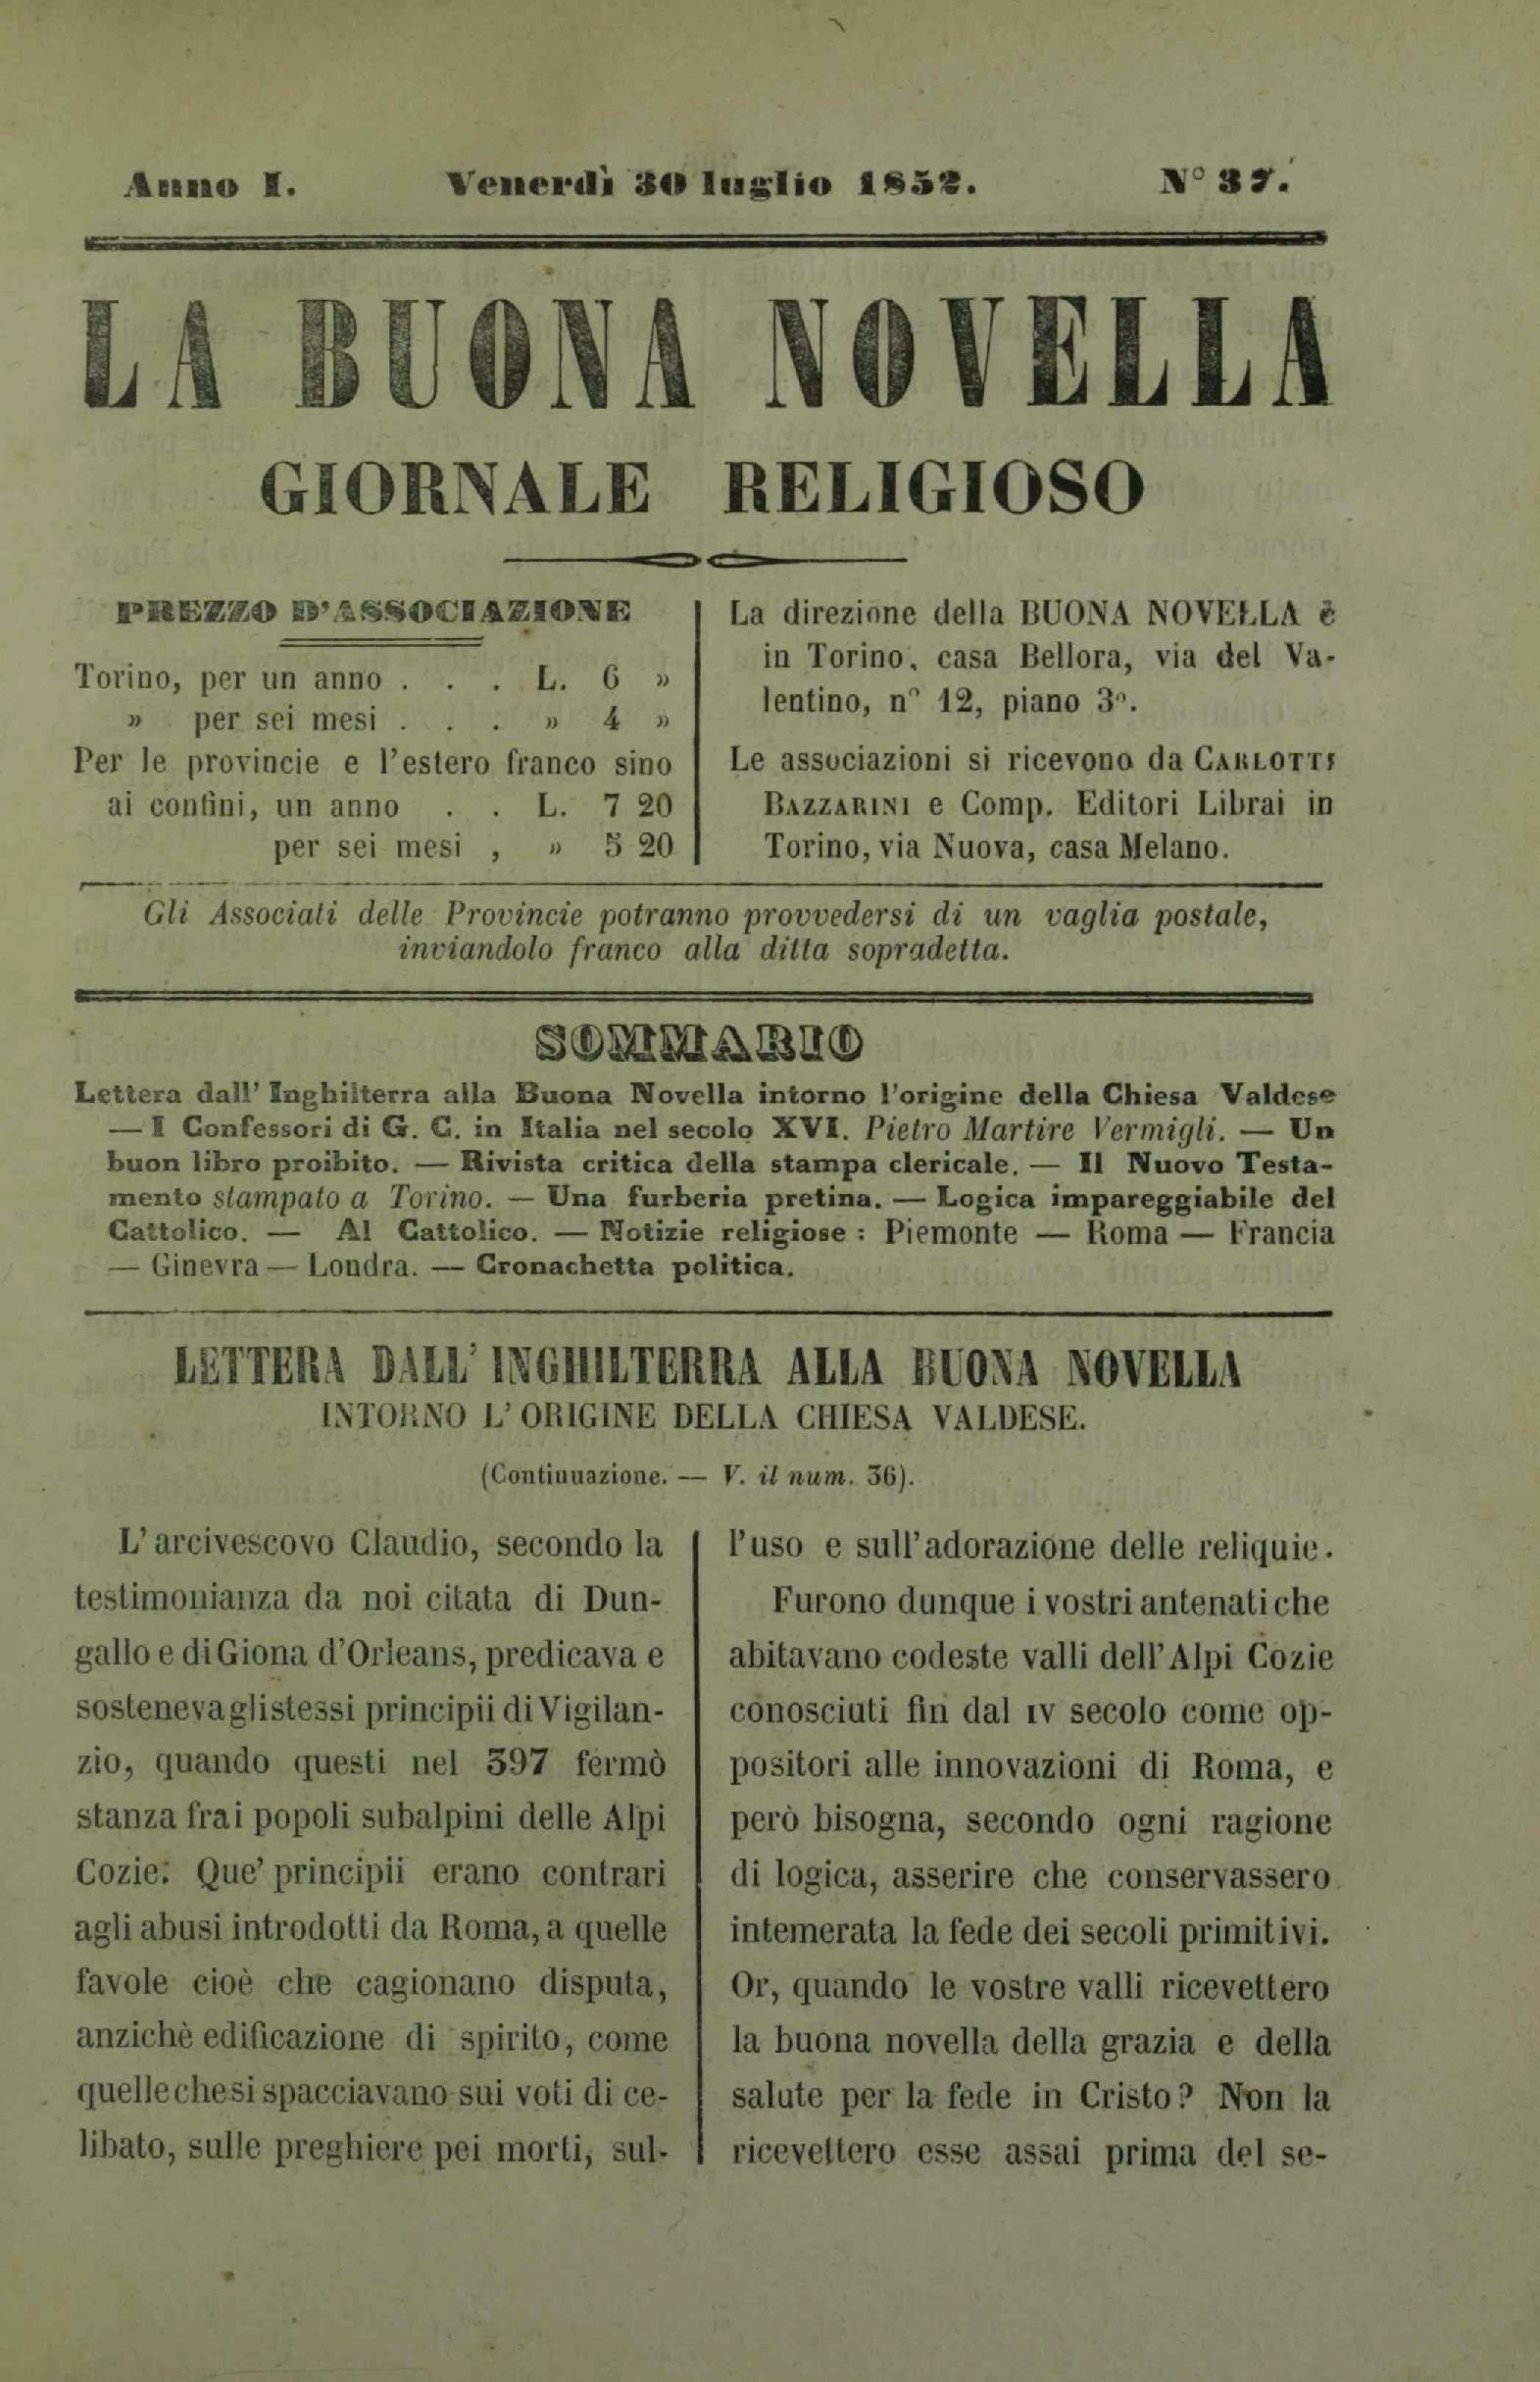 Anno I.
Venerdì 30 luglio 1852.
N° 37.
LA BUONA NOVELLA
GIORNALE RELIGIOSO
PREZZO D'ASSOCIAZIONE
Torino, per un anno . . . L. 6 »
» per sei mesi . . . » 4 »
Per le provincie e l'estero franco sino
ai confini, un anno . . L. 7 20
per sei mesi , » 5 20
La direzione della BUONA NOVELLA è
in Torino, casa Bellora, via del Va-
lentino, n° 12, piano 3°.
Le associazioni si ricevono da CARLOTTI
BAZZARINI e Comp. Editori Librai in
Torino, via Nuova, casa Melano.
Gli Associati delle Provincie potranno provvedersi di un vaglia postale,
inviandolo franco alla ditta sopradetta.
SOMMARIO
Lettera dall' Inghilterra alla Buona Novella intorno l'origine della Chiesa Valdese
— I Confessori di G. C. in Italia nel secolo XVI. Pietro Martire Vermigli. — Un
buon libro proibito. — Rivista critica della stampa clericale. — Il Nuovo Testa-
mento stampato a Torino. — Una furberia pretina. — Logica impareggiabile del
Cattolico. — Al Cattolico. — Notizie religiose : Piemonte — Roma — Francia
— Ginevra — Londra. — Cronachetta politica.
LETTERA DALL' INGHILTERRA ALLA BUONA NOVELLA
INTORNO L'ORIGINE DELLA CHIESA VALDESE.
(Continuazione. — V. il num. 36).
L'arcivescovo Claudio, secondo la
testimonianza da noi citata di Dun-
gallo e di Giona d'Orleans, predicava e
sosteneva gli stessi principii di Vigilan-
zio, quando questi nel 397 fermò
stanza fra i popoli subalpini delle Alpi
Cozie. Que' principii erano contrari
agli abusi introdotti da Roma, a quelle
favole cioè che cagionano disputa,
anzichè edificazione di spirito, come
quelle che si spacciavano sui voti di ce-
libato, sulle preghiere pei morti, sul-
l'uso e sull'adorazione delle reliquie.
Furono dunque i vostri antenati che
abitavano codeste valli dell'Alpi Cozie
conosciuti fin dal IV secolo come op-
positori alle innovazioni di Roma, e
però bisogna, secondo ogni ragione
di logica, asserire che conservassero
intemerata la fede dei secoli primitivi.
Or, quando le vostre valli ricevettero
la buona novella della grazia e della
salute per la fede in Cristo? Non la
ricevettero esse assai prima del se-